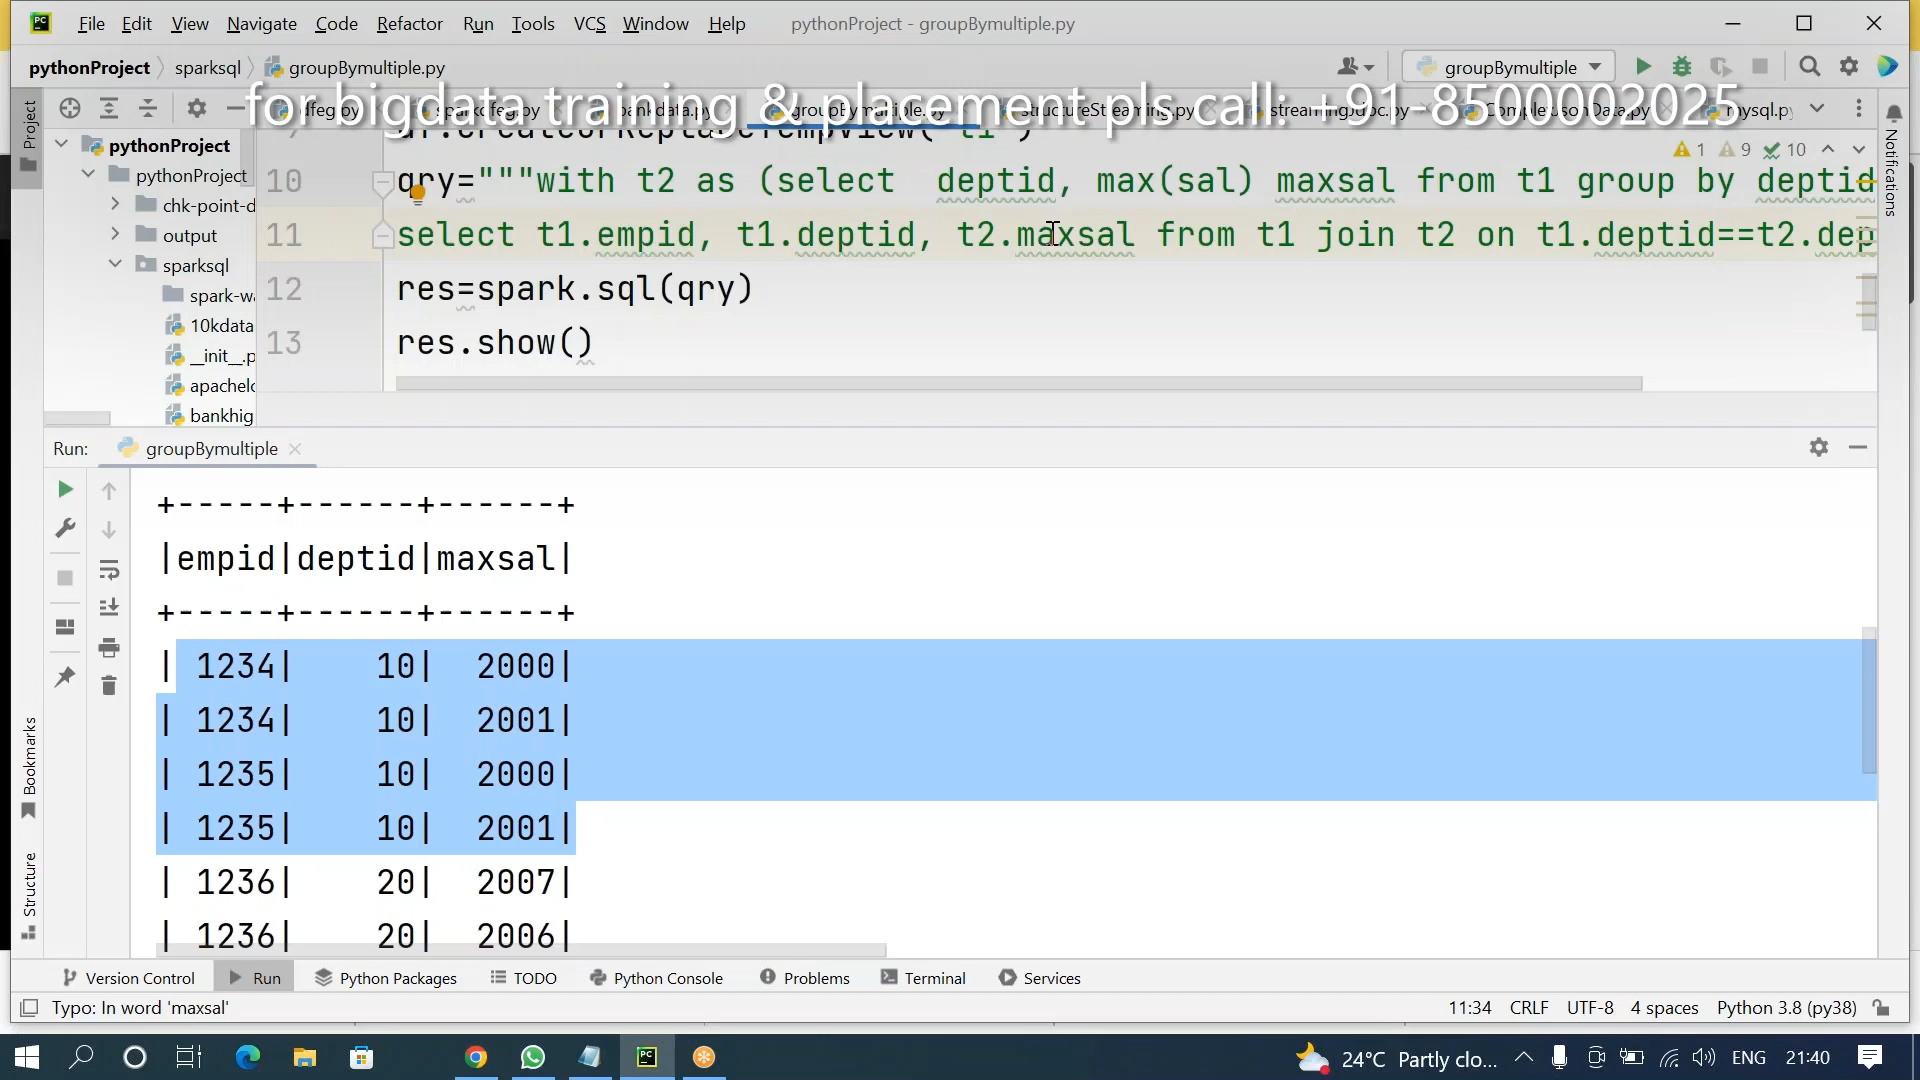 File Edit View Navigate Code Refactor Run Tools VCS Window Help pythonProject - groupBymultiple.py
pythonProject sparksql groupBymultiple.py groupBymultiple
for bigdata training & placement pls call: +91-8500002025
Project
Notifications
pythonProject
1 9 10
10 qry="""with t2 as (select deptid, max(sal) maxsal from t1 group by deptid
pythonProject
chk-point-d
11 select t1.empid, t1.deptid, t2.maxsal from t1 join t2 on t1.deptid==t2.dep
output
sparksql
12 res=spark.sql(qry)
spark-wa
10kdata
13 res.show()
__init__.p
apachelo
bankhig
Run: groupBymultiple
+-----+------+------+
|empid|deptid|maxsal|
+-----+------+------+
| 1234| 10| 2000|
| 1234| 10| 2001|
| 1235| 10| 2000|
| 1235| 10| 2001|
| 1236| 20| 2007|
| 1236| 20| 2006|
Bookmarks
Structure
Version Control Run Python Packages TODO Python Console Problems Terminal Services
Typo: In word 'maxsal' 11:34 CRLF UTF-8 4 spaces Python 3.8 (py38)
24°C Partly clo... ENG 21:40